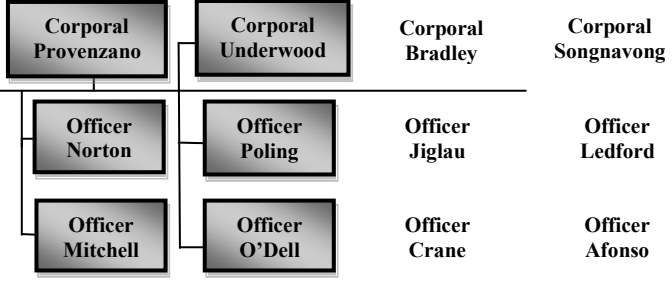 Corporal
Provenzano
Corporal
Underwood
Corporal
Bradley
Corporal
Songnavong
Officer
Norton
Officer
Poling
Officer
Jiglau
Officer
Ledford
Officer
Mitchell
Officer
O'Dell
Officer
Crane
Officer
Afonso